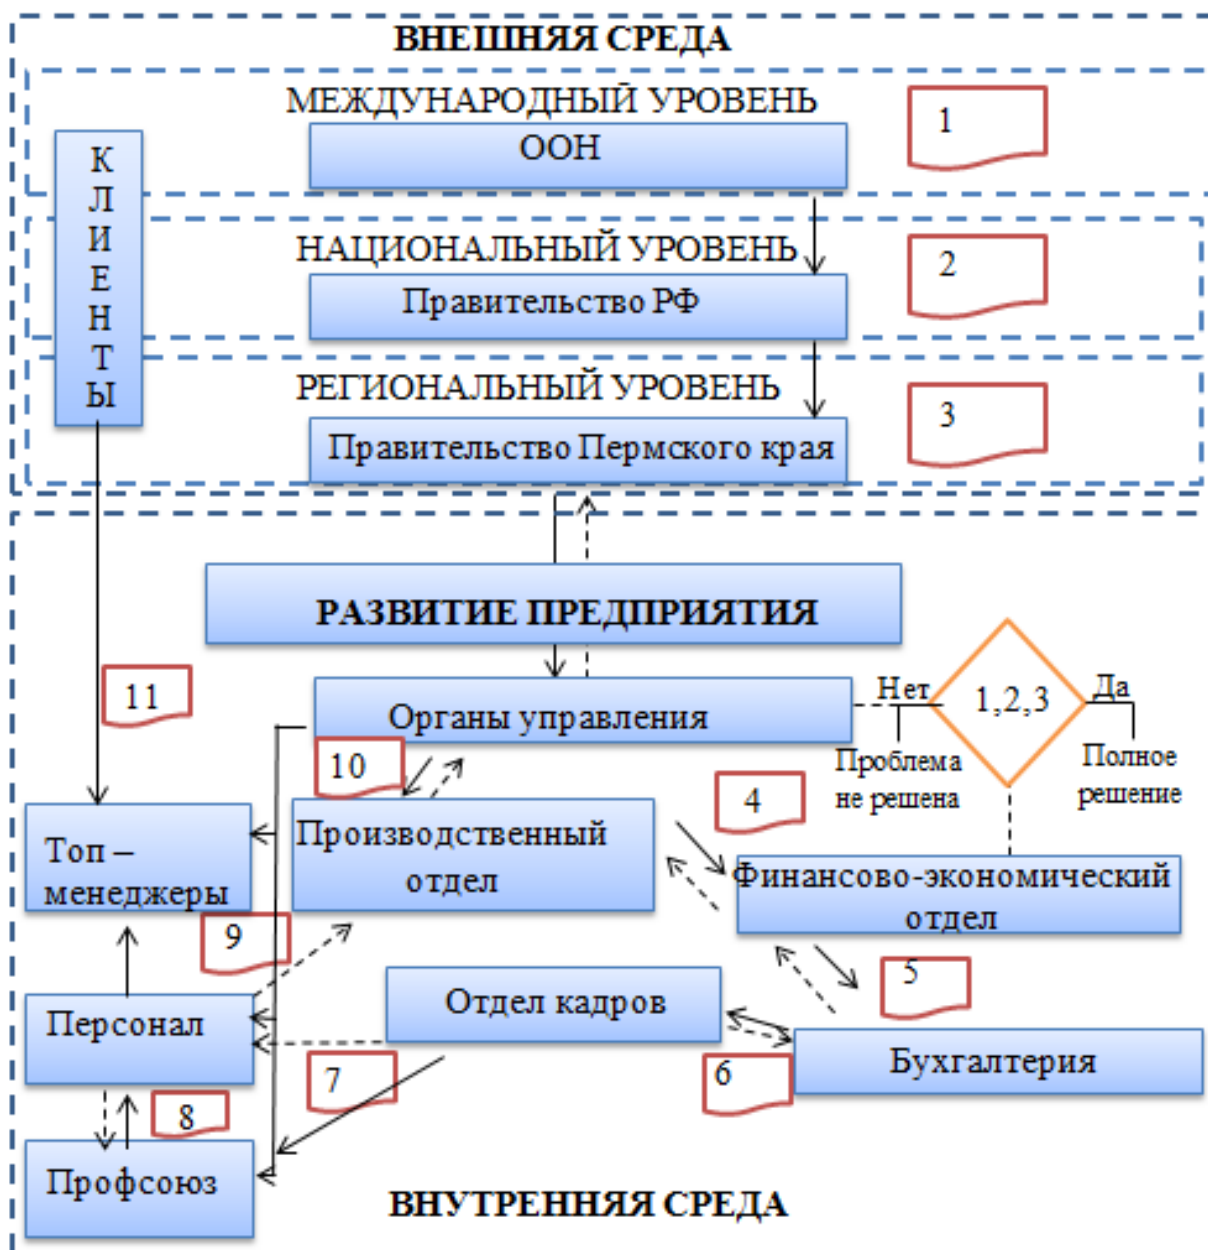 ВНЕШНЯЯ СРЕДА
МЕЖДУНАРОДНЫЙ УРОВЕНЬ
ООН
1
КЛИЕНТЫ
НАЦИОНАЛЬНЫЙ УРОВЕНЬ
Правительство РФ
2
РЕГИОНАЛЬНЫЙ УРОВЕНЬ
Правительство Пермского края
3
РАЗВИТИЕ ПРЕДПРИЯТИЯ
11
Органы управления
Нет
1,2,3
Да
Проблема
не решена
Полное
решение
10
4
Топ –
менеджеры
Производственный
отдел
Финансово-экономический
отдел
9
5
Персонал
Отдел кадров
Бухгалтерия
7
6
8
Профсоюз
ВНУТРЕННЯЯ СРЕДА